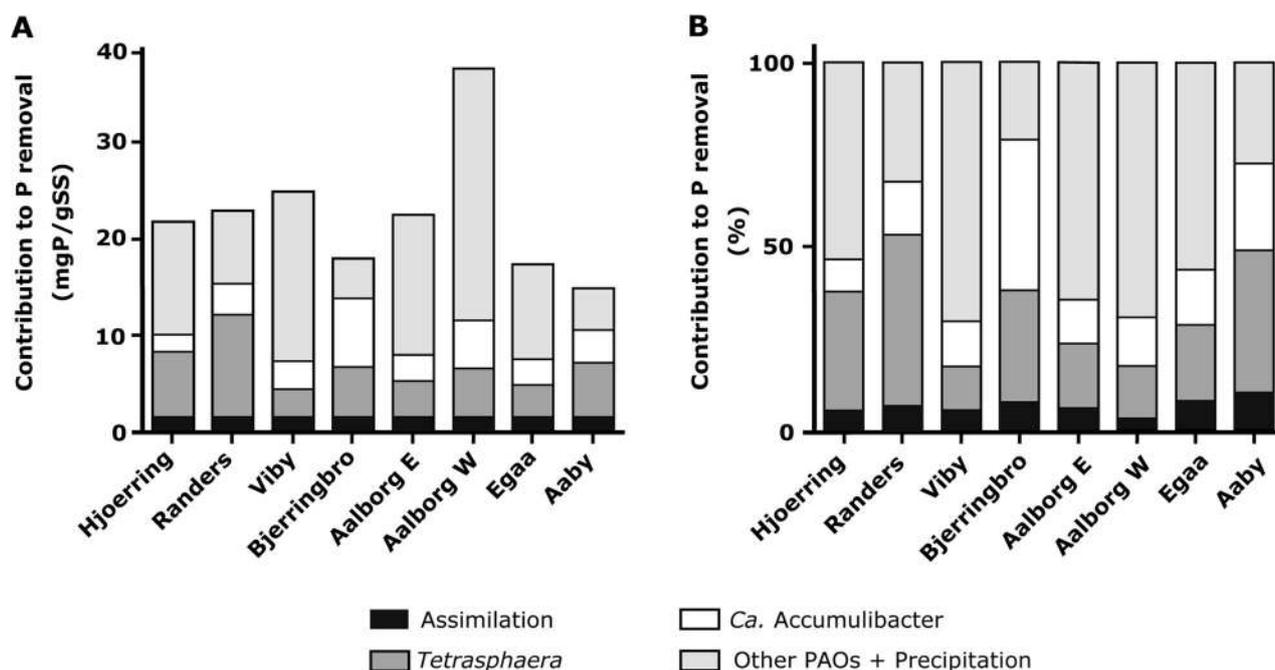 A
Contribution to P removal
(mgP/gSS)
40
30
20
10
0
Hjoerring
Randers
Viby
Bjerringbro
Aalborg E
Aalborg W
Egaa
Aaby
B
Contribution to P removal
(%)
100
50
0
Hjoerring
Randers
Viby
Bjerringbro
Aalborg E
Aalborg W
Egaa
Aaby
Assimilation
Ca. Accumulibacter
Tetrasphaera
Other PAOs + Precipitation